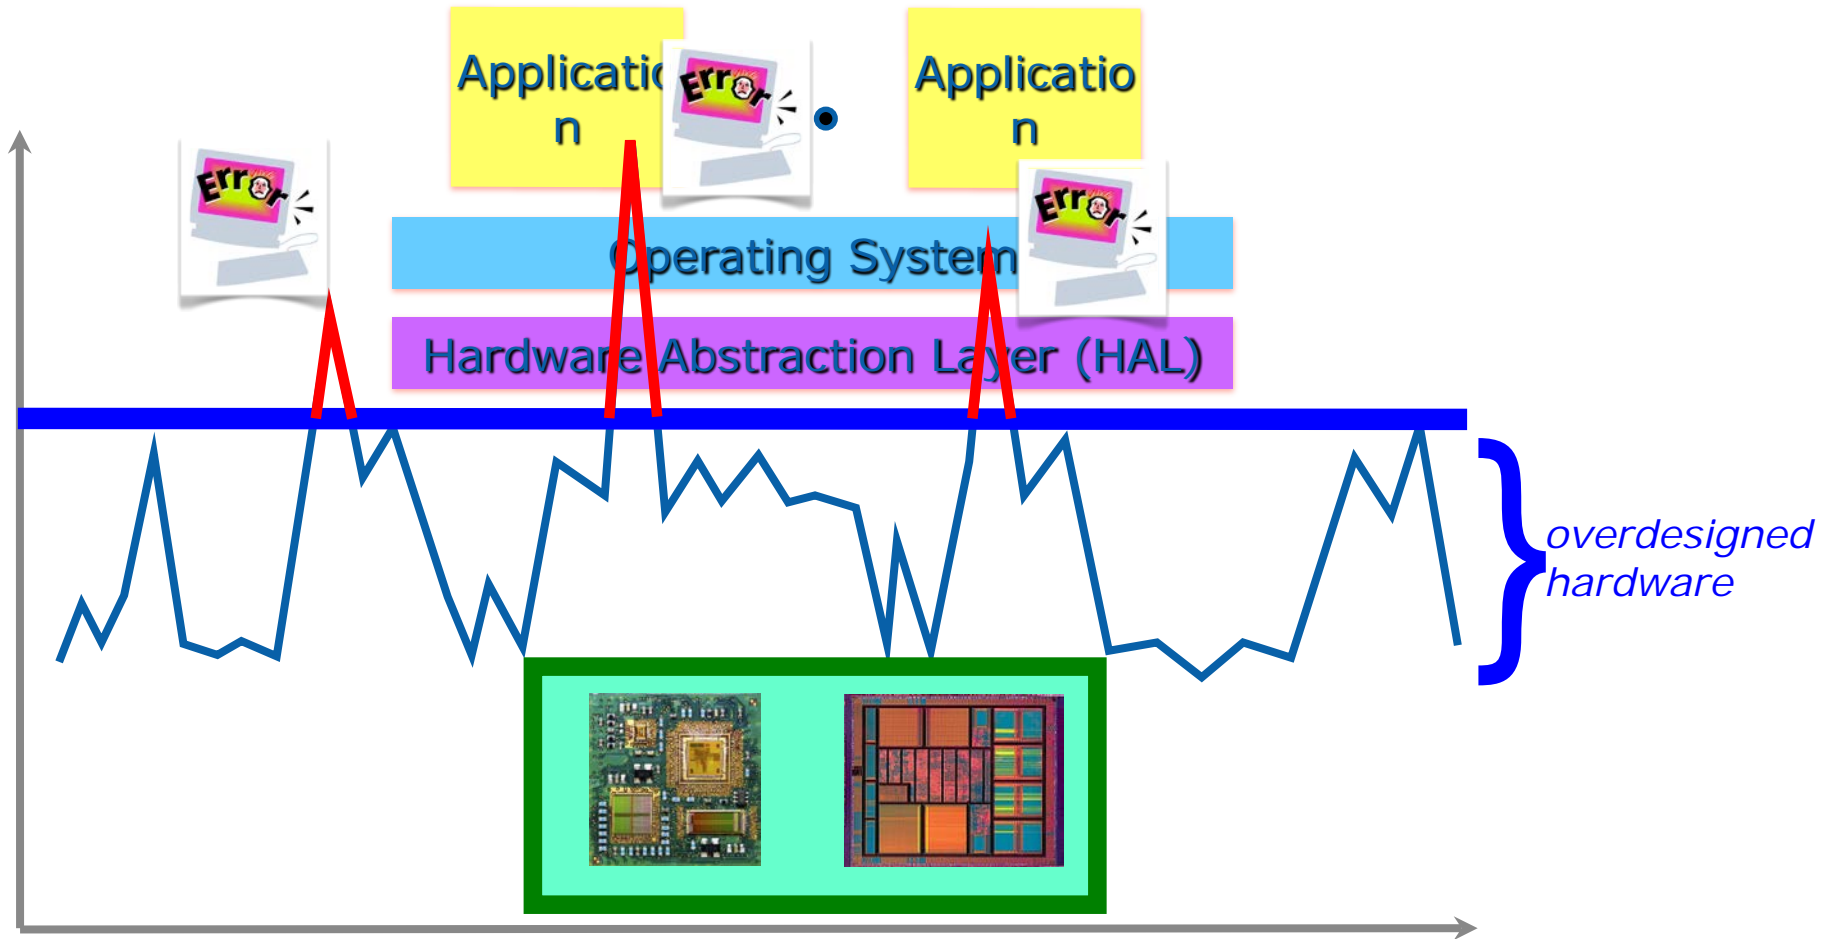 Applicatio
n
Error
Applicatio
n
Error
Error
Operating System
Hardware Abstraction Layer (HAL)
overdesigned
hardware